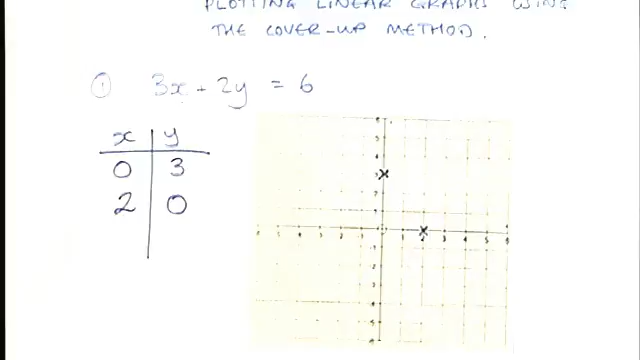 PLOTTING LINEAR GRAPHS USING
THE COVER-UP METHOD.
① 3x + 2y = 6
x y
0 3
2 0